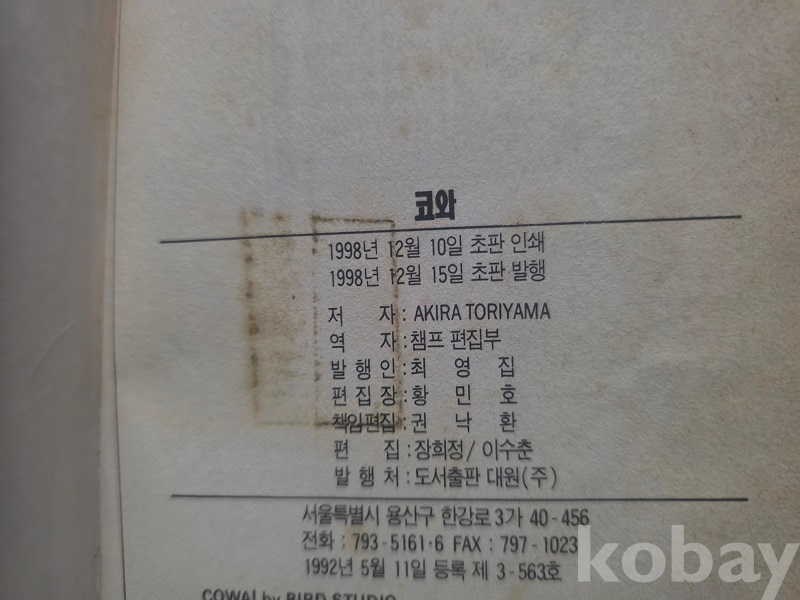 코와
1998년 12월 10일 초판 인쇄
1998년 12월 15일 초판 발행
저 자 : AKIRA TORIYAMA
역 자 : 챔프 편집부
발 행 인 : 최 영 집
편 집 장 : 황 민 호
책임편집 : 권 낙 환
편 집 : 장희정 / 이수춘
발 행 처 : 도서출판 대원(주)
서울특별시 용산구 한강로 3가 40-456
전화 : 793-5161·6 FAX : 797-1023
1992년 5월 11일 등록 제 3-563호
COWA! by BIRD STUDIO
kobay